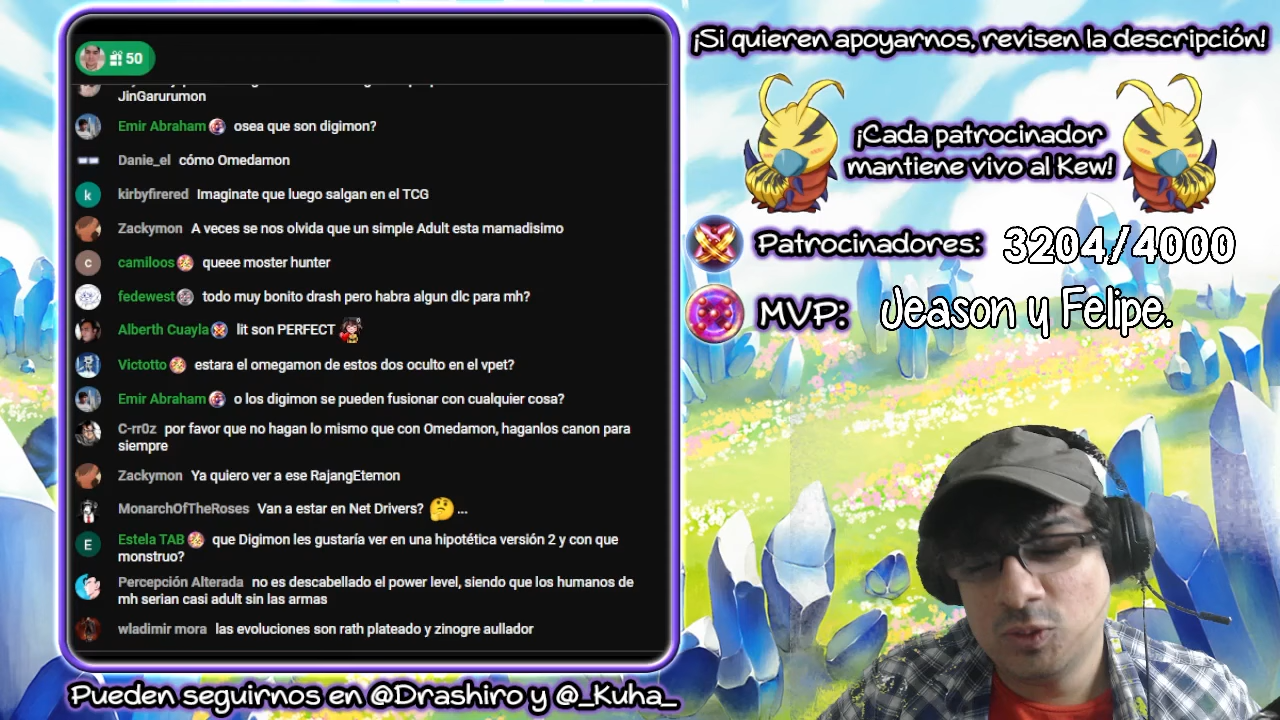 ¡Si quieren apoyarnos, revisen la descripción!
50
JinGarurumon
Emir Abraham osea que son digimon?
Danie_el cómo Omedamon
k kirbyfirered Imaginate que luego salgan en el TCG
Zackymon A veces se nos olvida que un simple Adult esta mamadisimo
c camiloos queee moster hunter
fedewest todo muy bonito drash pero habra algun dlc para mh?
Alberth Cuayla lit son PERFECT
Victotto estara el omegamon de estos dos oculto en el vpet?
Emir Abraham o los digimon se pueden fusionar con cualquier cosa?
C-rr0z por favor que no hagan lo mismo que con Omedamon, haganlos canon para
siempre
Zackymon Ya quiero ver a ese RajangEtemon
MonarchOfTheRoses Van a estar en Net Drivers? 🤔 ...
E Estela TAB que Digimon les gustaría ver en una hipotética versión 2 y con que
monstruo?
Percepción Alterada no es descabellado el power level, siendo que los humanos de
mh serian casi adult sin las armas
wladimir mora las evoluciones son rath plateado y zinogre aullador
¡Cada patrocinador
mantiene vivo al Kew!
Patrocinadores: 3204/4000
MVP: Jeason y Felipe.
Pueden seguirnos en @Drashiro y @_Kuha_